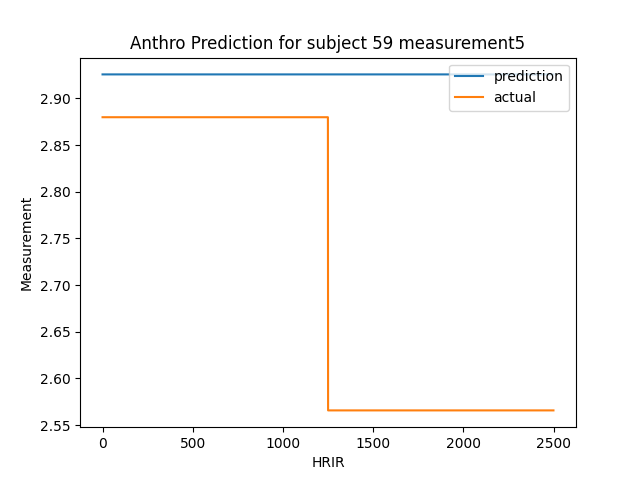 Anthro Prediction for subject 59 measurement5
prediction
actual
2.90
2.85
2.80
2.75
2.70
2.65
2.60
2.55
Measurement
0
500
1000
1500
2000
2500
HRIR